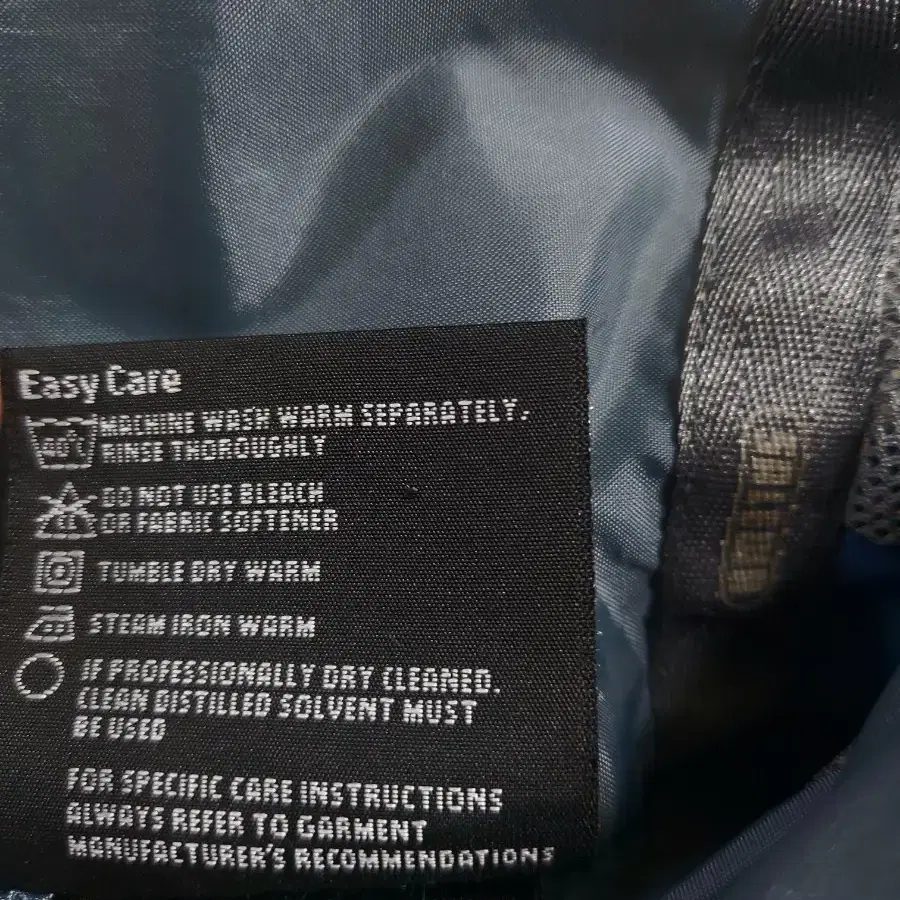 Easy Care
MACHINE WASH WARM SEPARATELY.
RINSE THOROUGHLY
40°
DO NOT USE BLEACH
OR FABRIC SOFTENER
TUMBLE DRY WARM
STEAM IRON WARM
IF PROFESSIONALLY DRY CLEANED.
CLEAN DISTILLED SOLVENT MUST
BE USED
FOR SPECIFIC CARE INSTRUCTIONS
ALWAYS REFER TO GARMENT
MANUFACTURER'S RECOMMENDATIONS